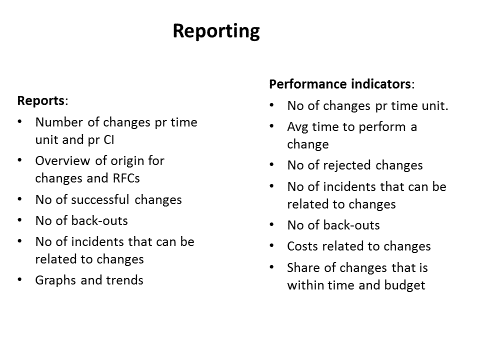 Reporting
Reports:
• Number of changes pr time
unit and pr CI
• Overview of origin for
changes and RFCs
• No of successful changes
• No of back-outs
• No of incidents that can be
related to changes
• Graphs and trends
Performance indicators:
• No of changes pr time unit.
• Avg time to perform a
change
• No of rejected changes
• No of incidents that can be
related to changes
• No of back-outs
• Costs related to changes
• Share of changes that is
within time and budget